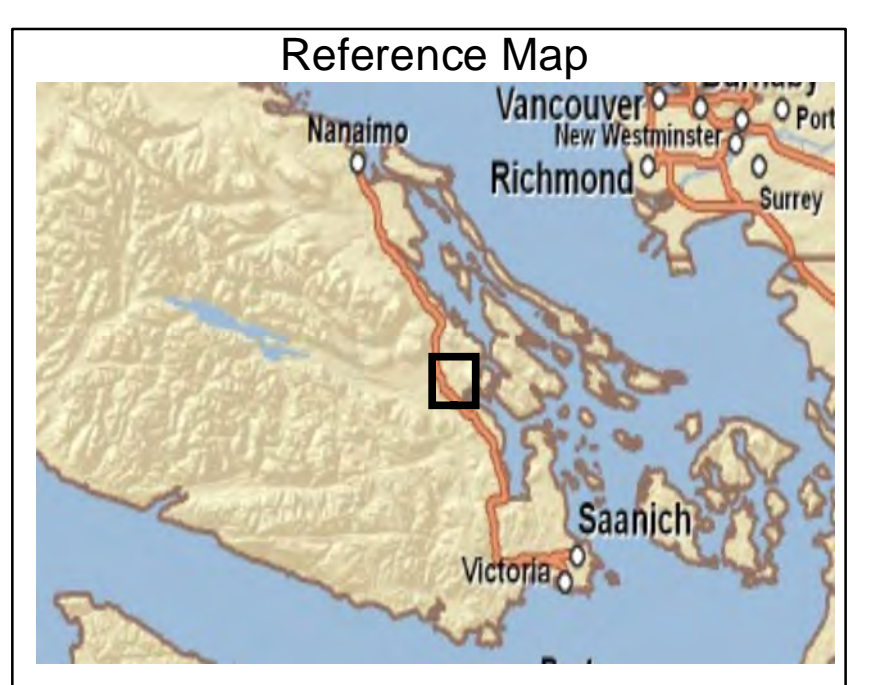 Reference Map
Vancouver
Port
Nanaimo
New Westminster
Richmond
Surrey
Saanich
Victoria